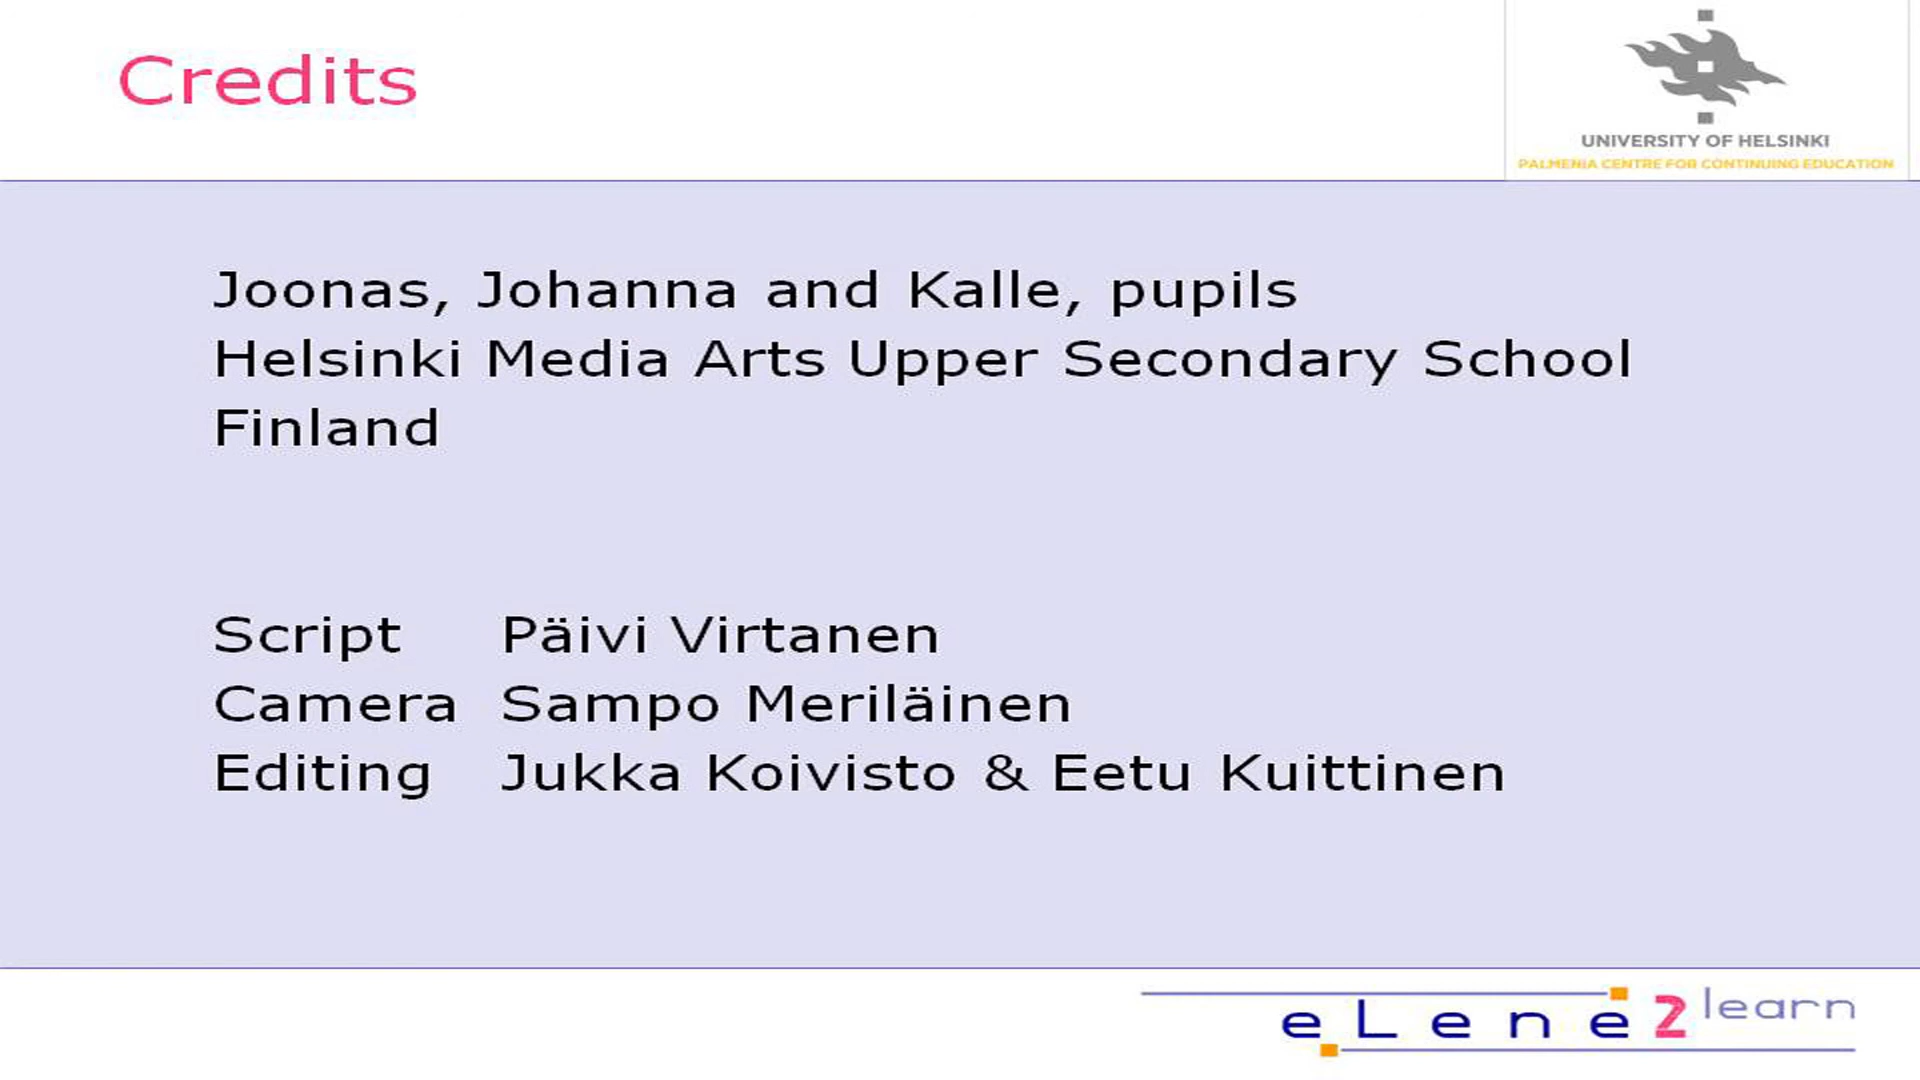 Credits
UNIVERSITY OF HELSINKI
PALMENIA CENTRE FOR CONTINUING EDUCATION
Joonas, Johanna and Kalle, pupils
Helsinki Media Arts Upper Secondary School
Finland
Script Päivi Virtanen
Camera Sampo Meriläinen
Editing Jukka Koivisto & Eetu Kuittinen
eLene2learn